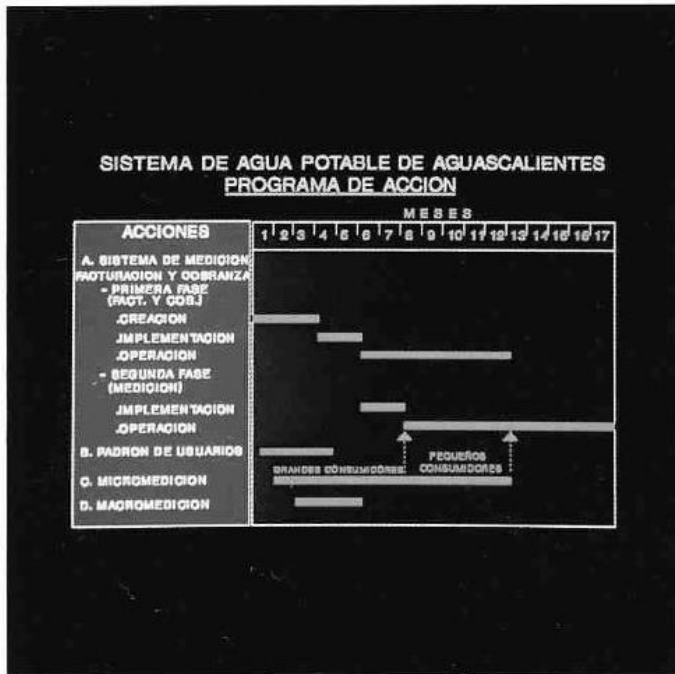 SISTEMA DE AGUA POTABLE DE AGUASCALIENTES
PROGRAMA DE ACCION
MESES
ACCIONES
1 2 3 4 5 6 7 8 9 10 11 12 13 14 15 16 17
A. SISTEMA DE MEDICION
FACTURACION Y COBRANZA
- PRIMERA FASE
(FACT. Y COB.)
.CREACION
.IMPLEMENTACION
.OPERACION
- SEGUNDA FASE
(MEDICION)
.IMPLEMENTACION
.OPERACION
B. PADRON DE USUARIOS
GRANDES CONSUMIDORES
PEQUEÑOS
CONSUMIDORES
C. MICROMEDICION
D. MACROMEDICION